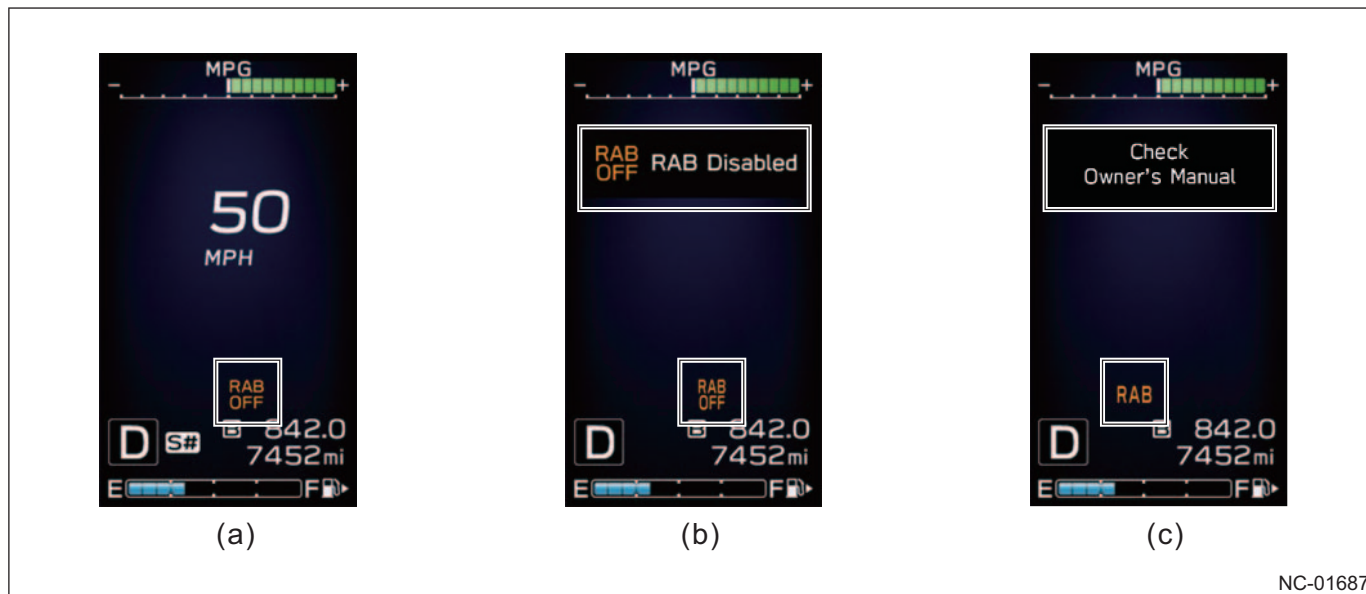 MPG
- +
50
MPH
RAB
OFF
D S# B 842.0
7452mi
E F
(a)
MPG
- +
RAB
OFF RAB Disabled
RAB
OFF
D B 842.0
7452mi
E F
(b)
MPG
- +
Check
Owner's Manual
RAB
D B 842.0
7452mi
E F
(c)
NC-01687